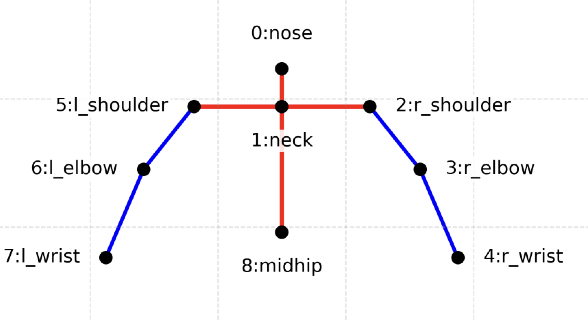 0:nose
5:l_shoulder
2:r_shoulder
1:neck
6:l_elbow
3:r_elbow
7:l_wrist
4:r_wrist
8:midhip